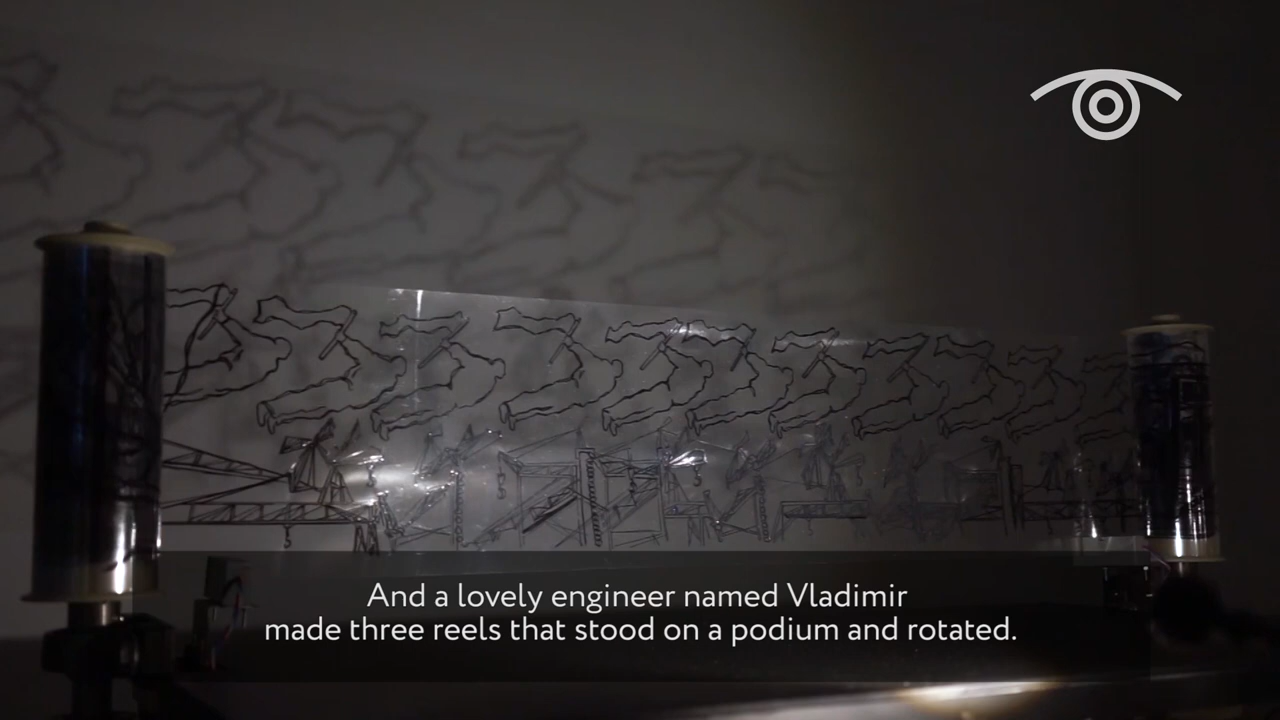 And a lovely engineer named Vladimir
made three reels that stood on a podium and rotated.